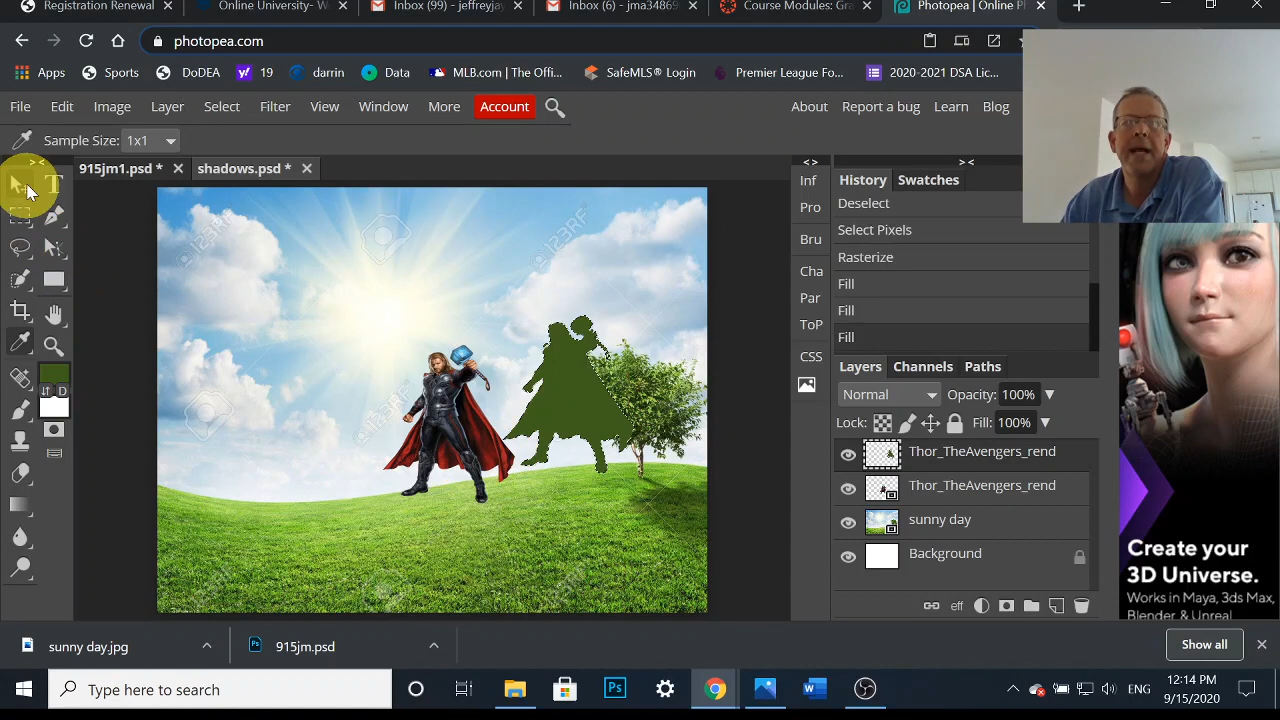 Registration Renewal
Online University- W
Inbox (99) - jeffreyjay
Inbox (6) - jma34869
Course Modules: Gra
Photopea | Online P
photopea.com
Apps Sports DoDEA 19 darrin Data MLB.com | The Offi... SafeMLS® Login Premier League Fo... 2020-2021 DSA Lic...
File Edit Image Layer Select Filter View Window More Account About Report a bug Learn Blog
Sample Size: 1x1
915jm1.psd * shadows.psd *
Inf
Pro
Bru
Cha
Par
ToP
CSS
History Swatches
Deselect
Select Pixels
Rasterize
Fill
Fill
Fill
Layers Channels Paths
Normal Opacity: 100%
Lock: Fill: 100%
Thor_TheAvengers_rend
Thor_TheAvengers_rend
sunny day
Background
eff
T
D
123RF
123RF
Create your
3D Universe.
Works in Maya, 3ds Max,
Blender & Unreal
sunny day.jpg
915jm.psd
Show all
Type here to search
ENG
12:14 PM
9/15/2020